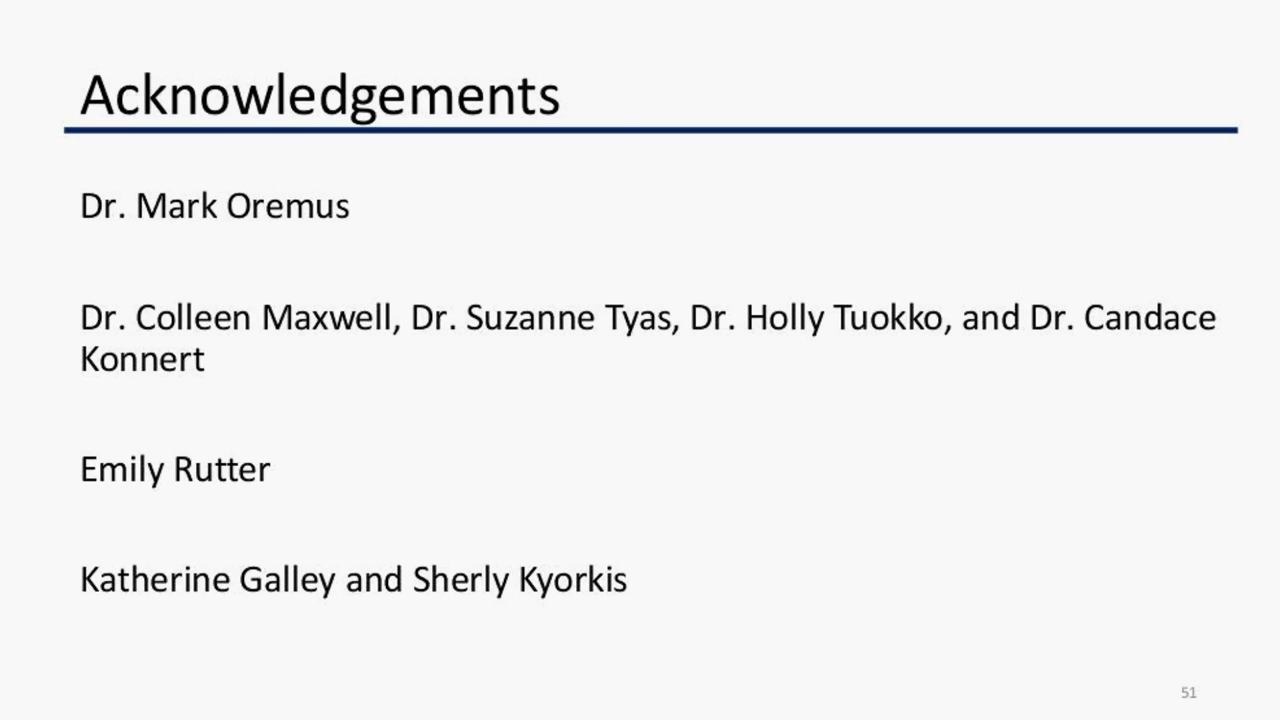 Acknowledgements
Dr. Mark Oremus
Dr. Colleen Maxwell, Dr. Suzanne Tyas, Dr. Holly Tuokko, and Dr. Candace
Konnert
Emily Rutter
Katherine Galley and Sherly Kyorkis
51